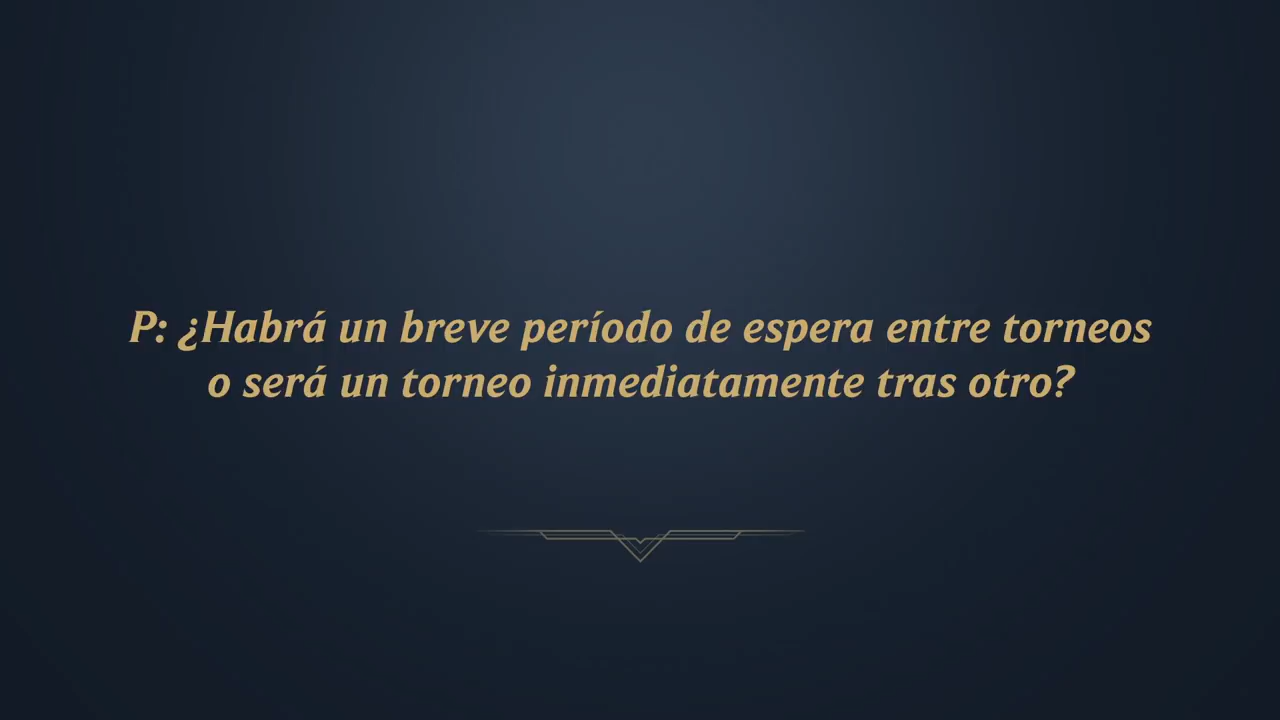 P: ¿Habrá un breve período de espera entre torneos
o será un torneo inmediatamente tras otro?